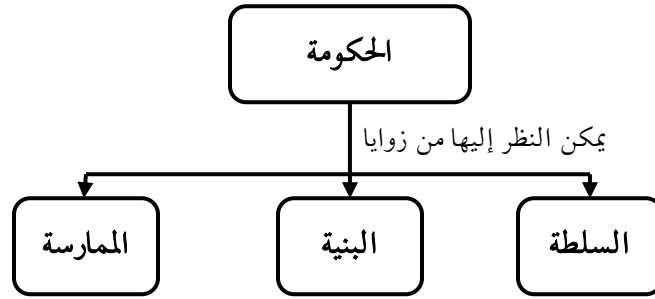 الحكومة
يمكن النظر إليها من زوايا
السلطة
البنية
الممارسة